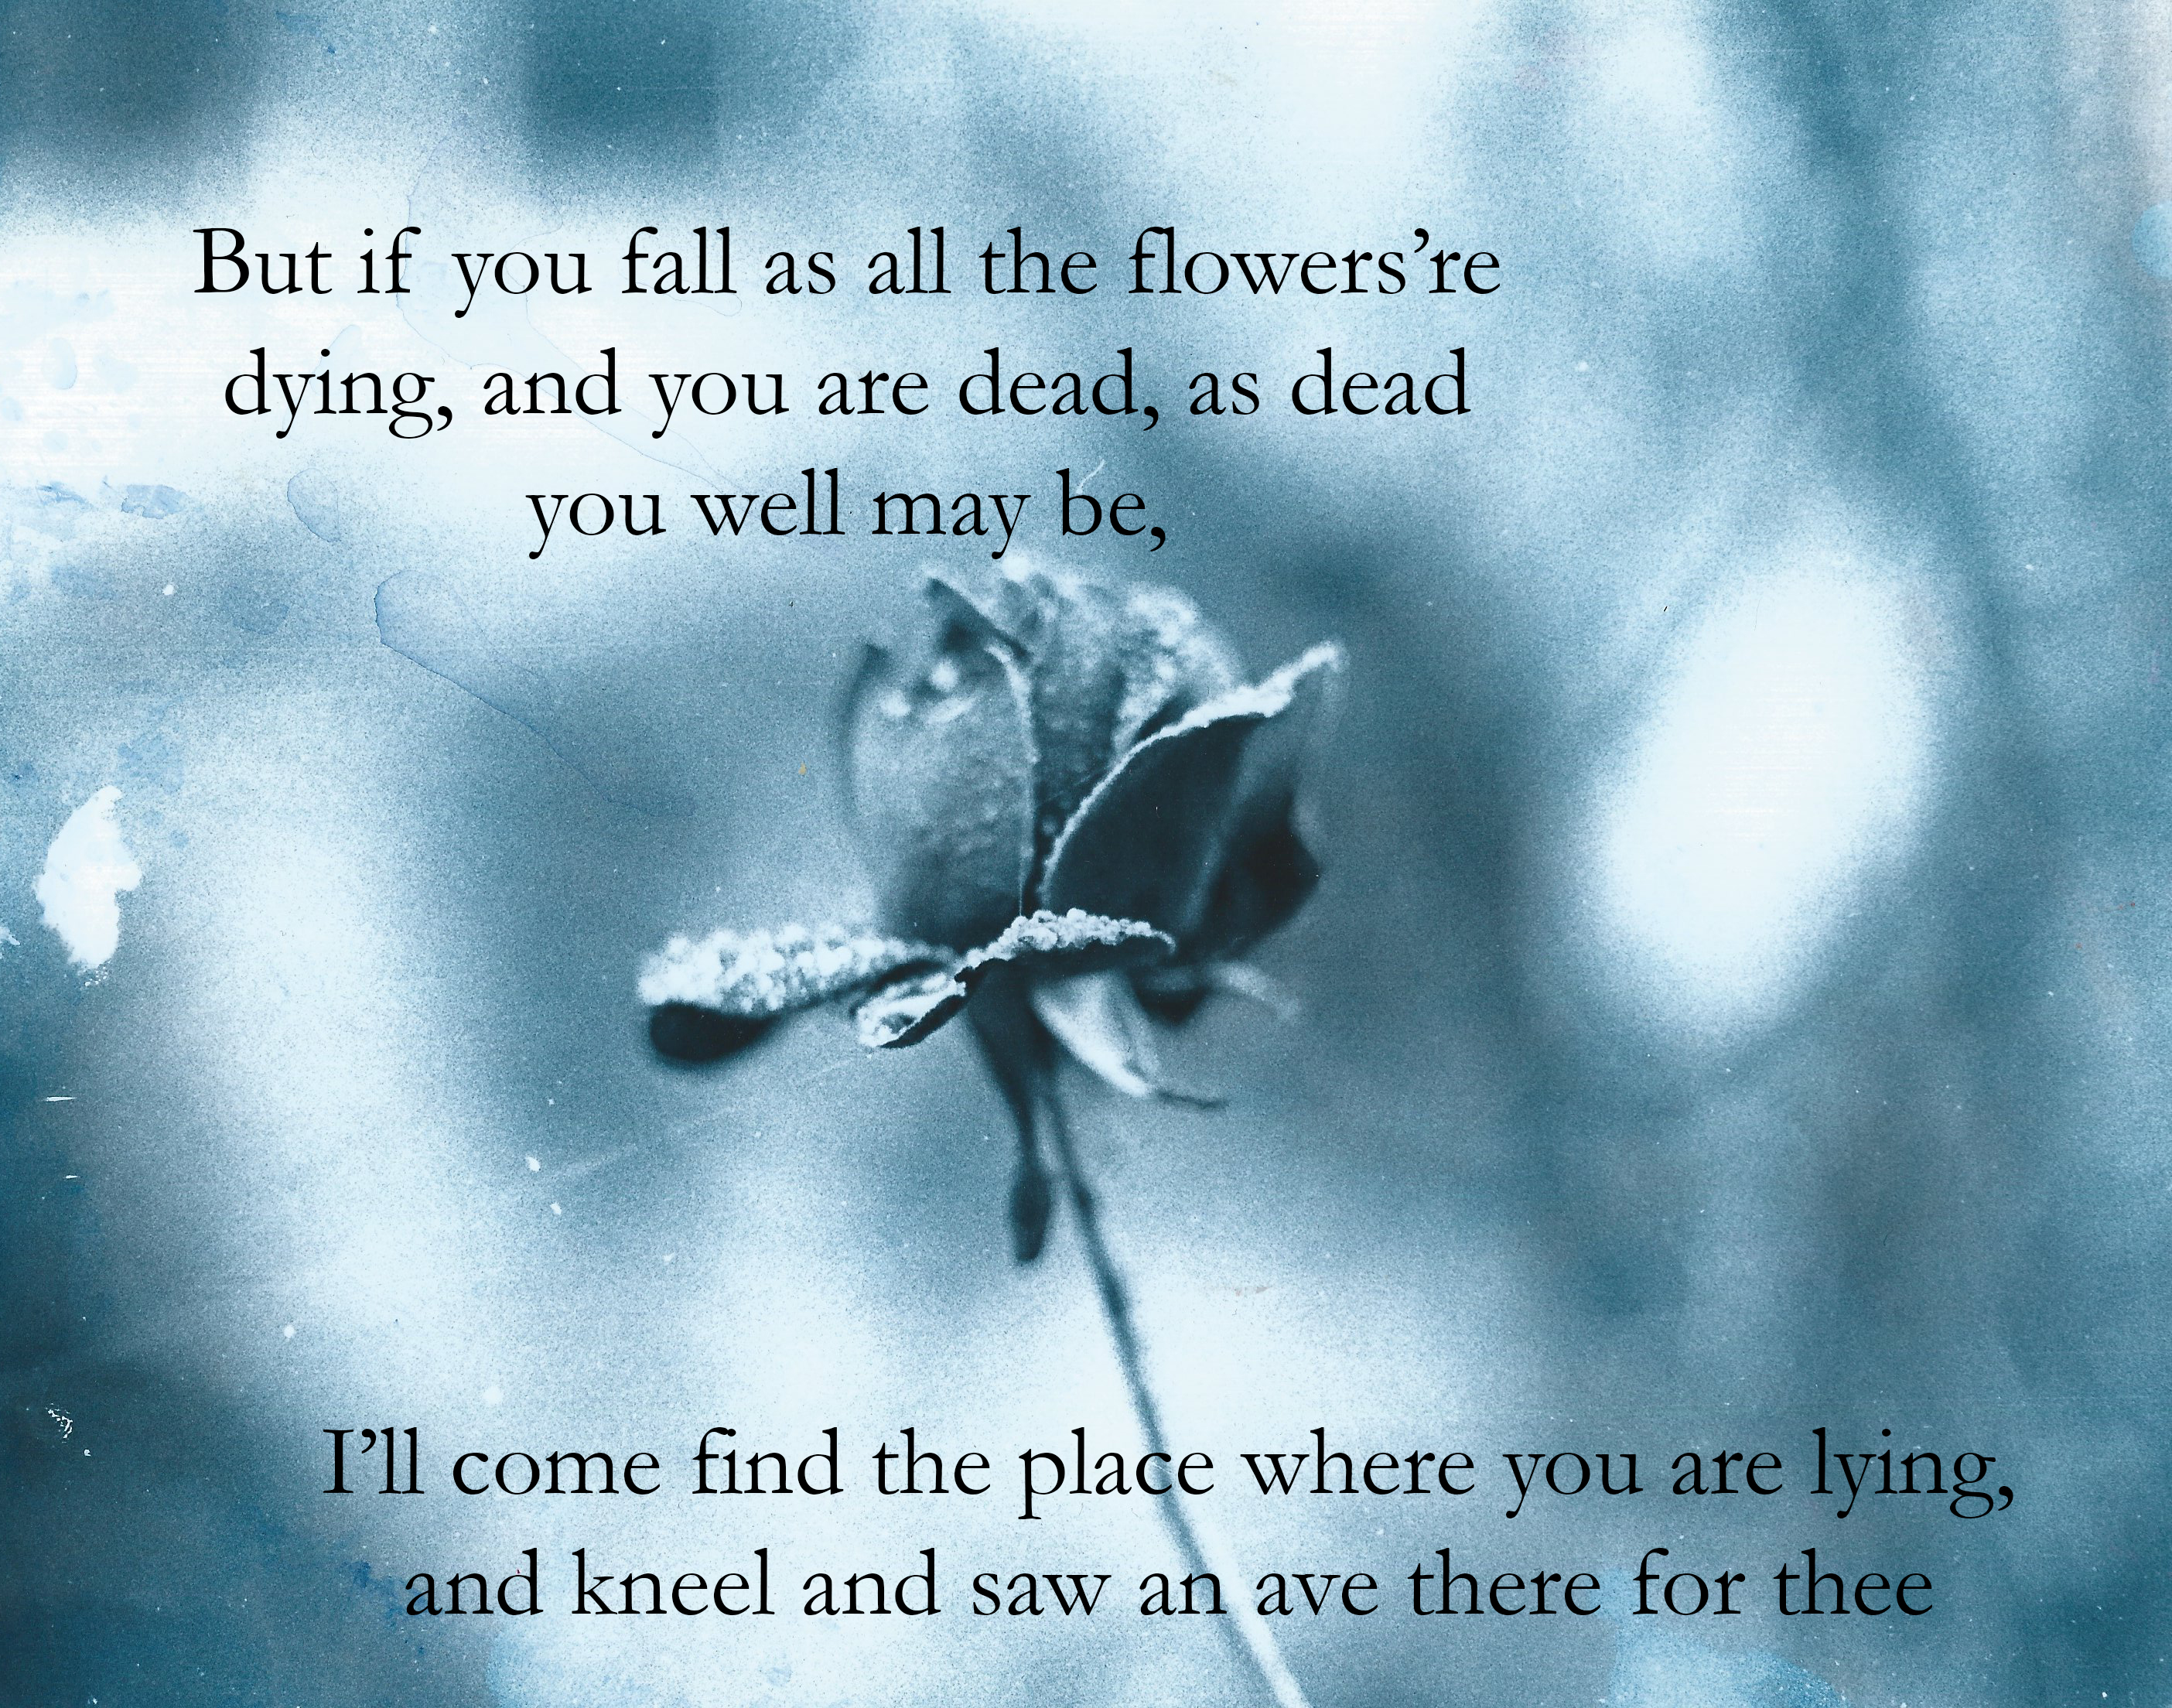 But if you fall as all the flowers’re
dying, and you are dead, as dead
you well may be,
I’ll come find the place where you are lying,
and kneel and saw an ave there for thee